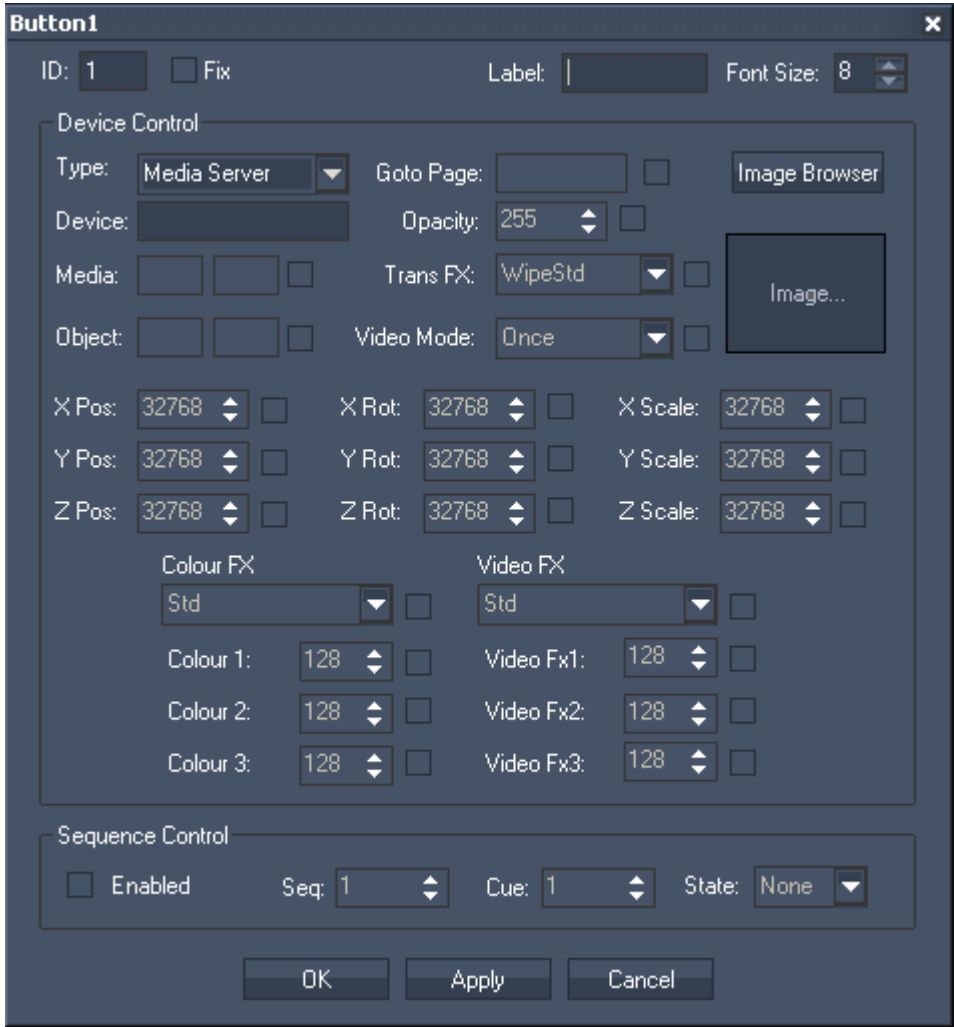 Button1
ID: 1 Fix Label: Font Size: 8
Device Control
Type: Media Server Goto Page: Image Browser
Device: Opacity: 255
Media: Trans FX: WipeStd Image...
Object: Video Mode: Once
X Pos: 32768 X Rot: 32768 X Scale: 32768
Y Pos: 32768 Y Rot: 32768 Y Scale: 32768
Z Pos: 32768 Z Rot: 32768 Z Scale: 32768
Colour FX Video FX
Std Std
Colour 1: 128 Video Fx1: 128
Colour 2: 128 Video Fx2: 128
Colour 3: 128 Video Fx3: 128
Sequence Control
Enabled Seq: 1 Cue: 1 State: None
OK Apply Cancel